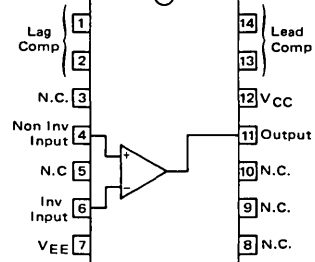 Lag
Comp
1
2
N.C. 3
Non Inv
Input 4
N.C 5
Inv
Input 6
VEE 7
+
−
14
13
Lead
Comp
12 VCC
11 Output
10 N.C.
9 N.C.
8 N.C.